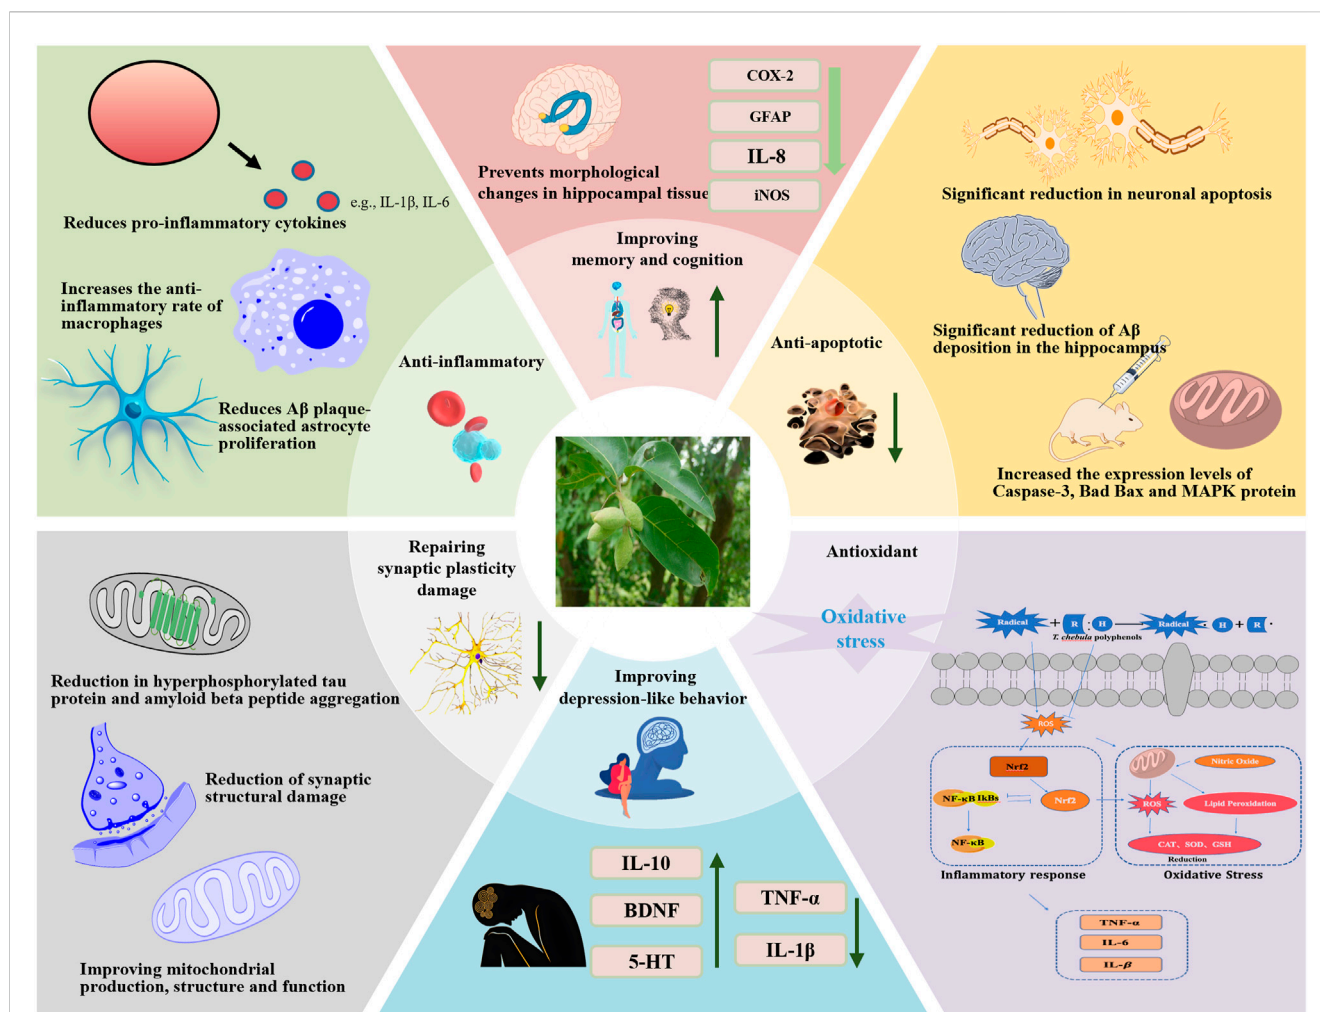 Reduces pro-inflammatory cytokines
e.g., IL-1β, IL-6
Increases the anti-
inflammatory rate of
macrophages
Reduces Aβ plaque-
associated astrocyte
proliferation
Anti-inflammatory
Prevents morphological
changes in hippocampal tissue
COX-2
GFAP
IL-8
iNOS
Improving
memory and cognition
Anti-apoptotic
Significant reduction in neuronal apoptosis
Significant reduction of Aβ
deposition in the hippocampus
Increased the expression levels of
Caspase-3, Bad Bax and MAPK protein
Repairing
synaptic plasticity
damage
Reduction in hyperphosphorylated tau
protein and amyloid beta peptide aggregation
Reduction of synaptic
structural damage
Improving mitochondrial
production, structure and function
Improving
depression-like behavior
IL-10
BDNF
5-HT
TNF-α
IL-1β
Antioxidant
Oxidative
stress
Radical + R : H Radical · H + R ·
T. chebula polyphenols
ROS
Nrf2
NF-κB IkBs
Nrf2
NF-κB
Inflammatory response
Nitric Oxide
ROS
Lipid Peroxidation
CAT、SOD、GSH
Reduction
Oxidative Stress
TNF-α
IL-6
IL-β